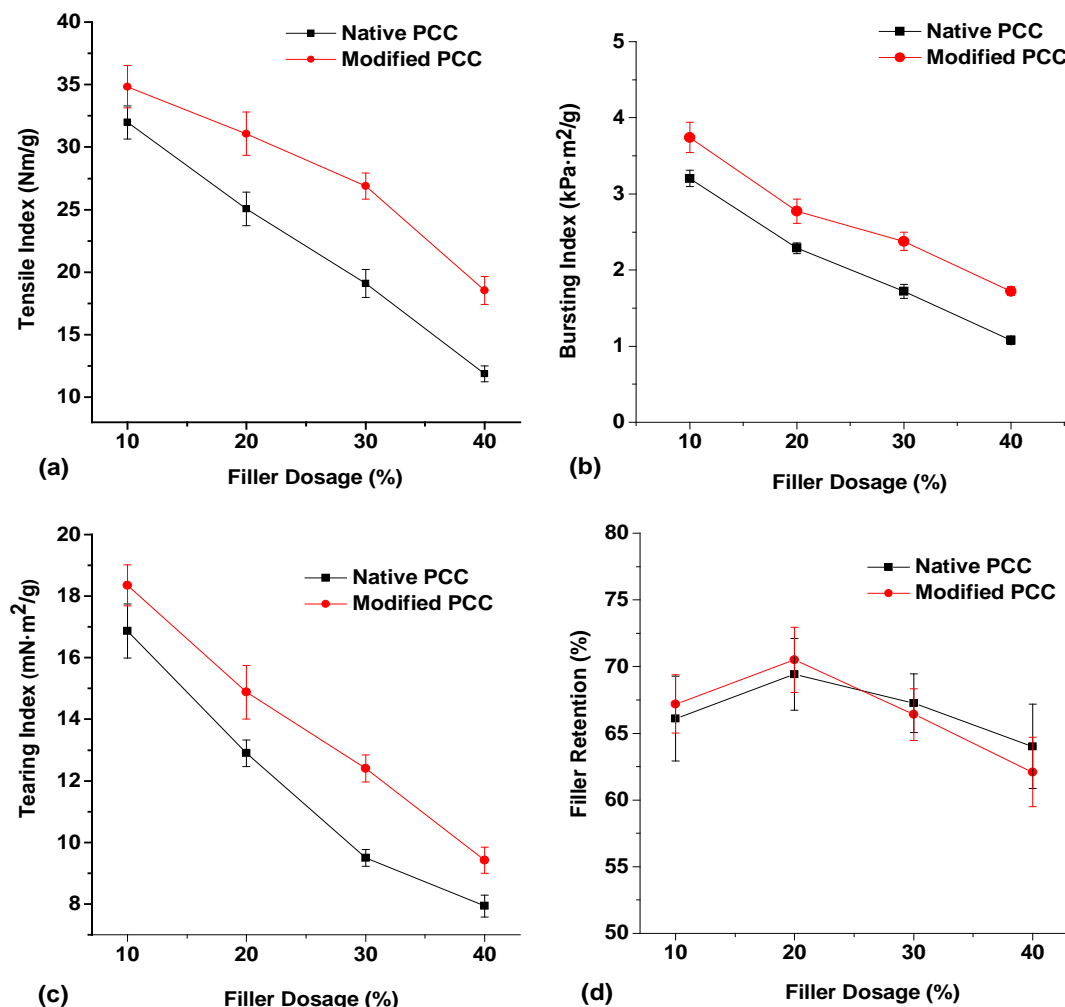 40
35
30
25
20
15
10
Tensile Index (Nm/g)
Native PCC
Modified PCC
10 20 30 40
(a)
Filler Dosage (%)
5
4
3
2
1
0
Bursting Index (kPa·m²/g)
Native PCC
Modified PCC
10 20 30 40
(b)
Filler Dosage (%)
20
18
16
14
12
10
8
Tearing Index (mN·m²/g)
Native PCC
Modified PCC
10 20 30 40
(c)
Filler Dosage (%)
80
75
70
65
60
55
50
Filler Retention (%)
Native PCC
Modified PCC
10 20 30 40
(d)
Filler Dosage (%)